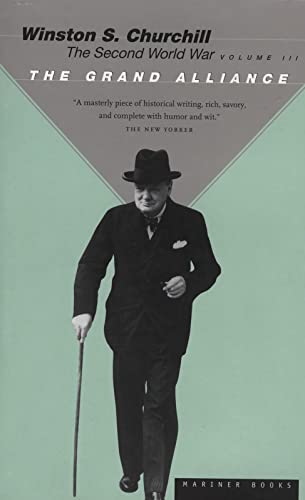 Winston S. Churchill
The Second World War VOLUME III
THE GRAND ALLIANCE
"A masterly piece of historical writing, rich, savory,
and complete with humor and wit."
THE NEW YORKER
MARINER BOOKS